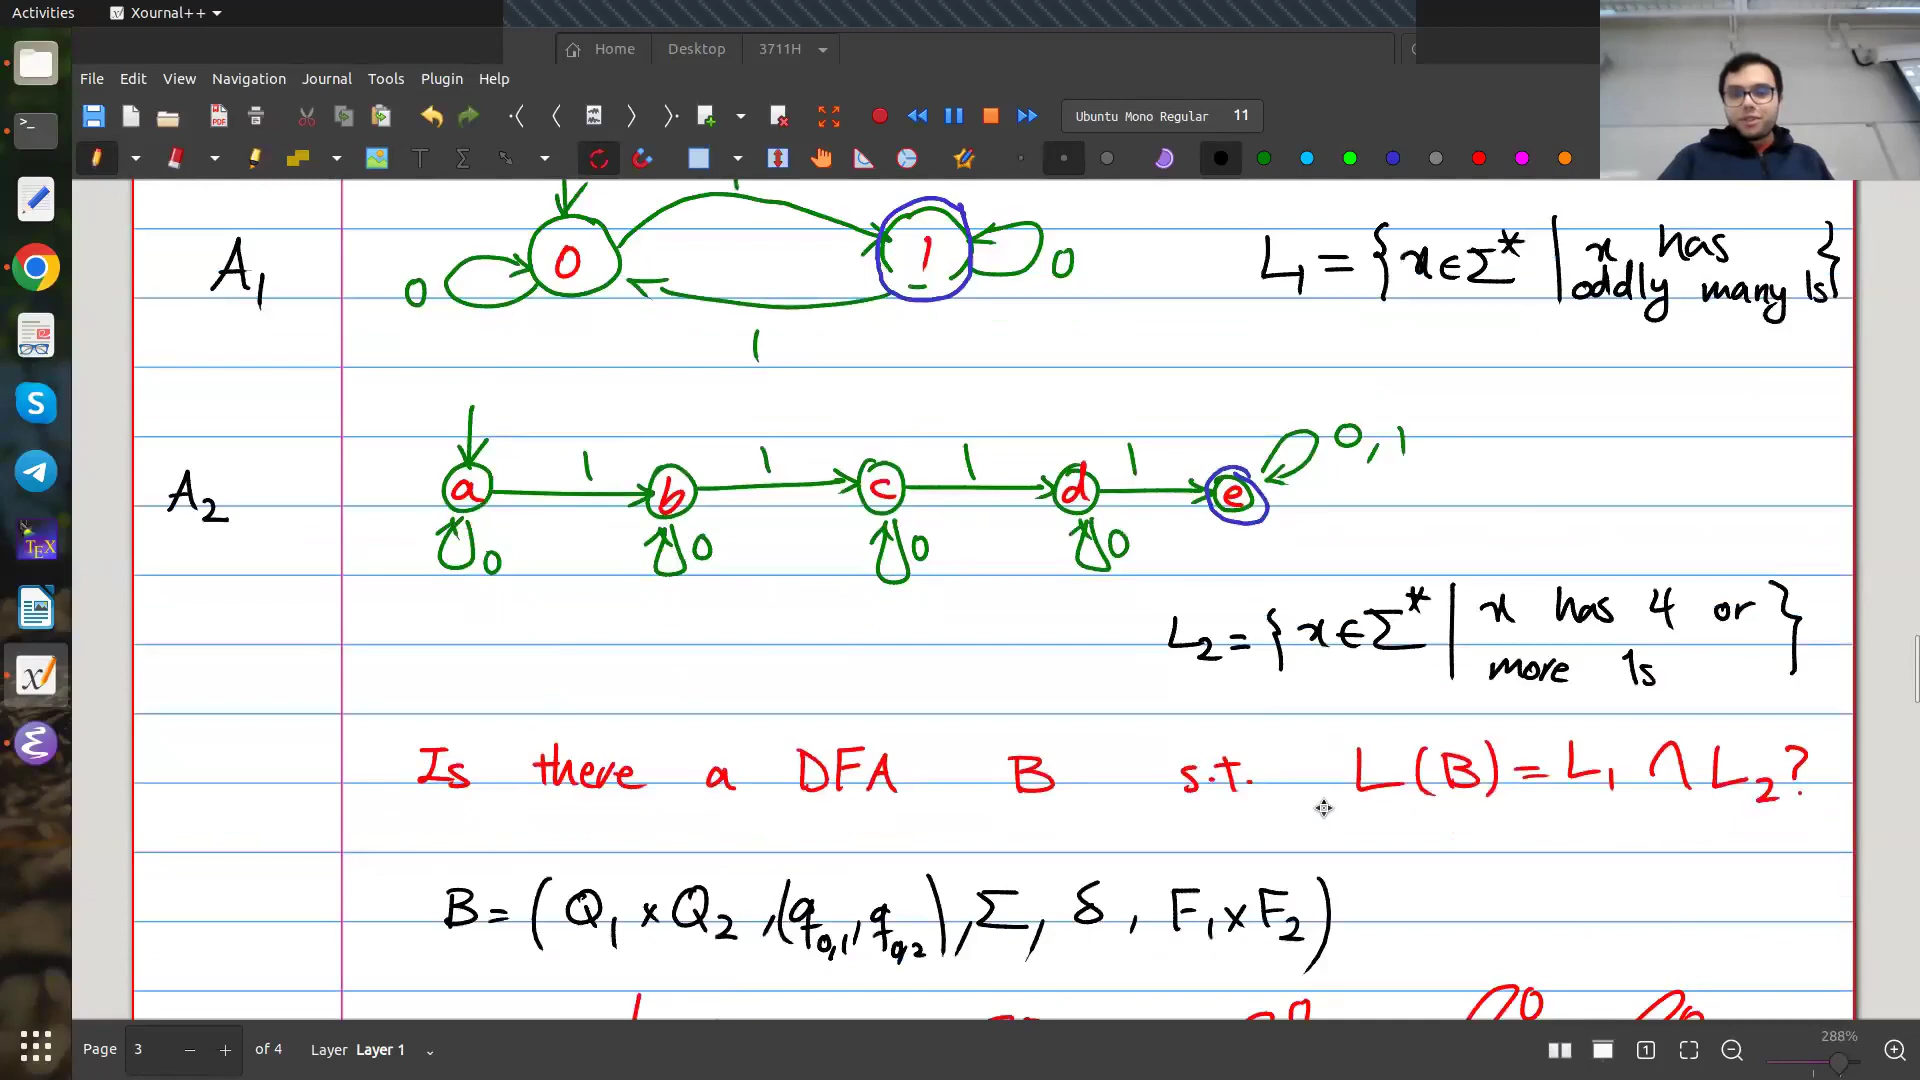 Activities
Xournal++
Home Desktop 3711H
File Edit View Navigation Journal Tools Plugin Help
Ubuntu Mono Regular 11
A₁
0
0
1
0
1
L₁ = {x ∈ Σ* | x has oddly many 1s}
A₂
a 1 b 1 c 1 d 1 e 0, 1
0 0 0 0
L₂ = {x ∈ Σ* | x has 4 or more 1s}
Is there a DFA B s.t. L(B) = L₁ ∩ L₂?
B = (Q₁ × Q₂, (q₀,₁, q₀,₂), Σ, δ, F₁ × F₂)
Page 3 of 4 Layer Layer 1
288%